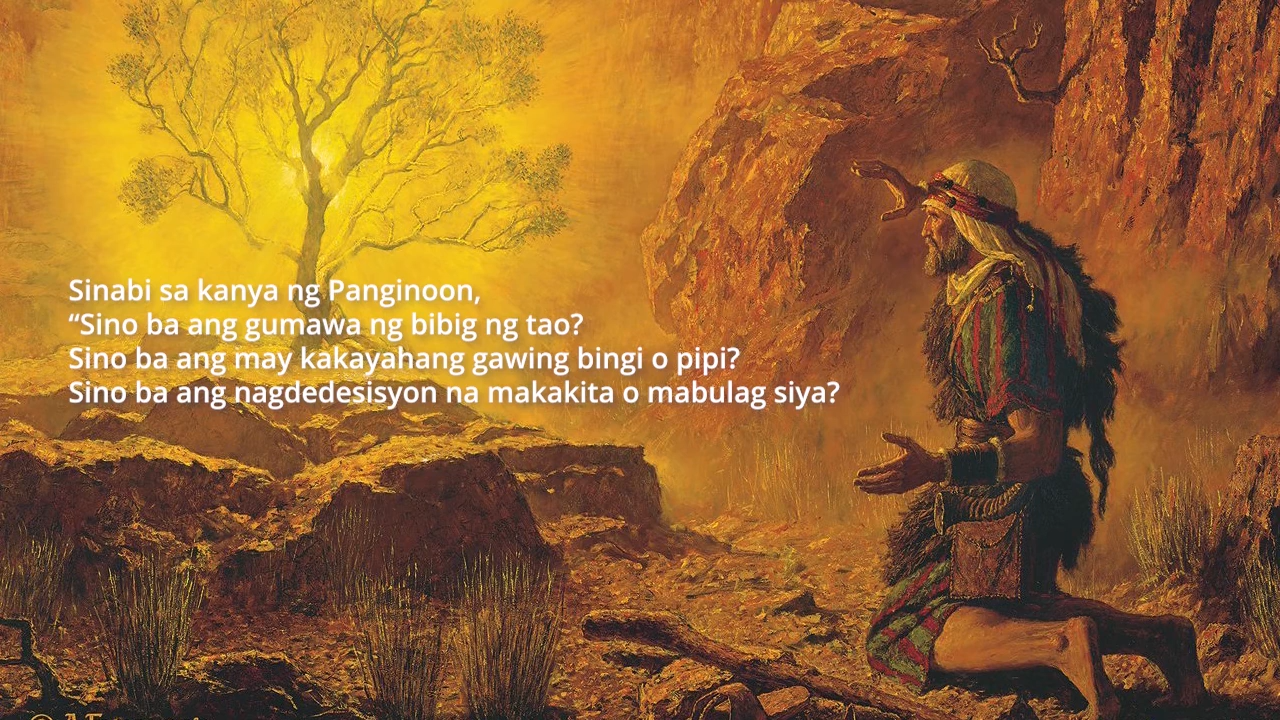 Sinabi sa kanya ng Panginoon,
“Sino ba ang gumawa ng bibig ng tao?
Sino ba ang may kakayahang gawing bingi o pipi?
Sino ba ang nagdedesisyon na makakita o mabulag siya?